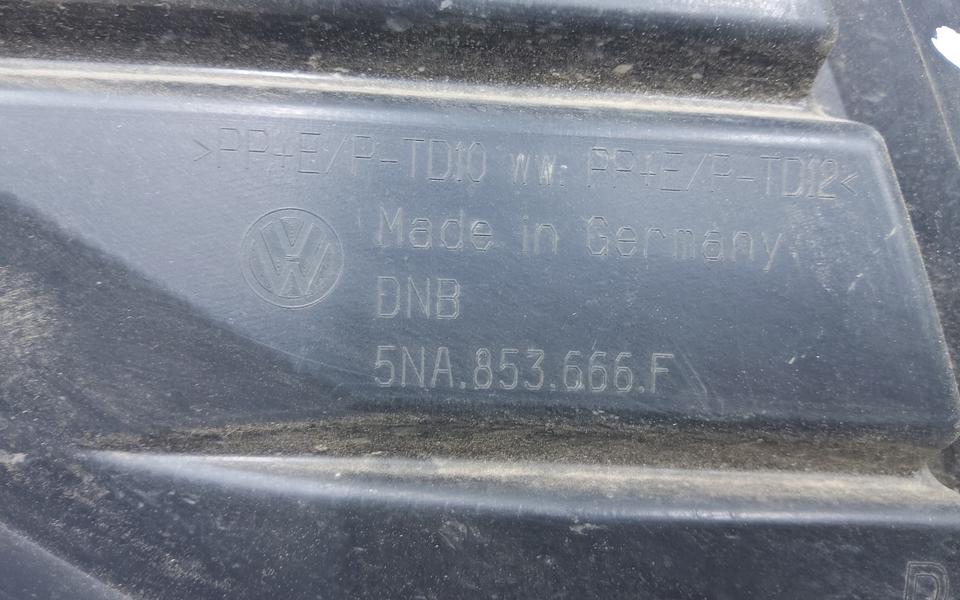 >PP+E/P-TD10 WW: PP+E/P-TD12<
Made in Germany
DNB
5NA.853.666.F